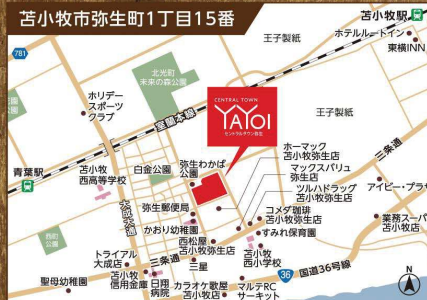 苫小牧市弥生町1丁目15番
苫小牧駅
ホテルルートイン
東横INN
王子製紙
781
北光町
未来の森公園
公園
ホリデー
スポーツ
クラブ
CENTRAL TOWN
YAYOI
セントラルタウン弥生
室蘭本線
王子製紙
三条通
ホーマック
苫小牧弥生店
マックスバリュ
苫小牧弥生店
ツルハドラッグ
苫小牧弥生店
青葉駅
苫小牧
西高等学校
白金公園
弥生わかば
公園
弥生郵便局
かおり幼稚園
大成大通
アイビー・プラザ
コメダ珈琲
苫小牧弥生店
業務スーパー
苫小牧店
すみれ保育園
西町
公園
西松屋
苫小牧弥生店
苫小牧
西小学校
トライアル
大成店
三条通
三星
36
国道36号線
聖母幼稚園
苫小牧
信用金庫
日翔
病院
カラオケ歌屋
苫小牧店
マルテRC
サーキット
N